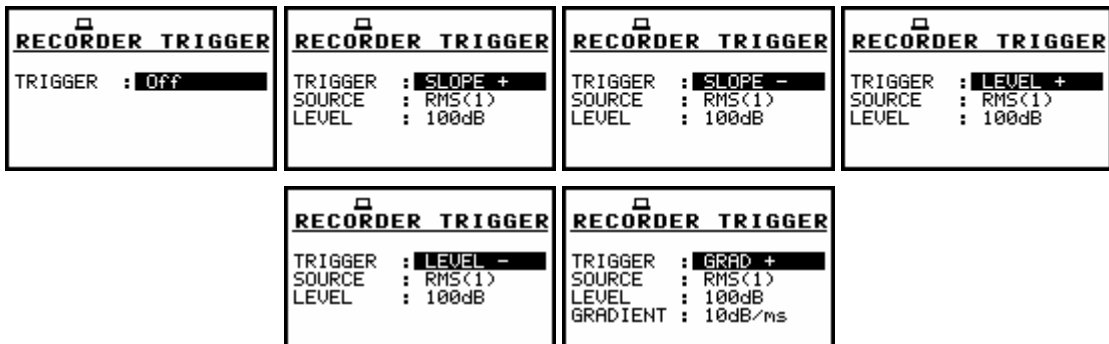 RECORDER TRIGGER
TRIGGER : Off
RECORDER TRIGGER
TRIGGER : SLOPE +
SOURCE : RMS(1)
LEVEL : 100dB
RECORDER TRIGGER
TRIGGER : SLOPE -
SOURCE : RMS(1)
LEVEL : 100dB
RECORDER TRIGGER
TRIGGER : LEVEL +
SOURCE : RMS(1)
LEVEL : 100dB
RECORDER TRIGGER
TRIGGER : LEVEL -
SOURCE : RMS(1)
LEVEL : 100dB
RECORDER TRIGGER
TRIGGER : GRAD +
SOURCE : RMS(1)
LEVEL : 100dB
GRADIENT : 10dB/ms